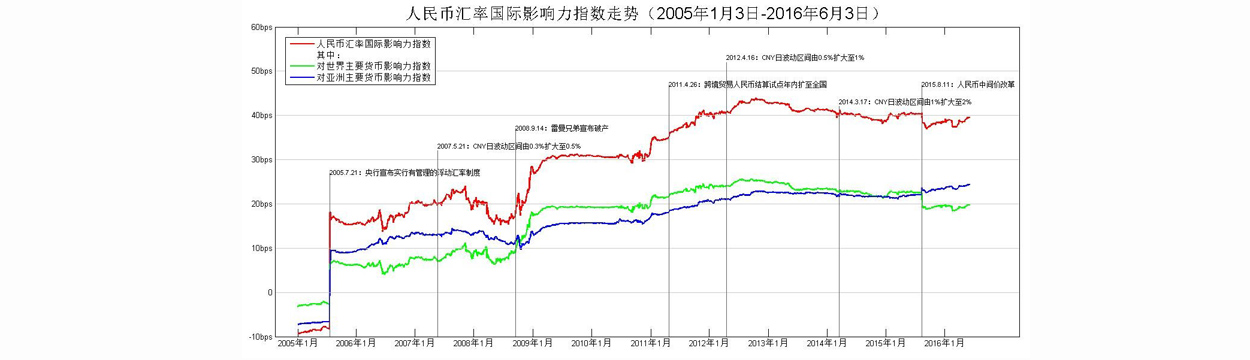 人民币汇率国际影响力指数走势（2005年1月3日-2016年6月3日）
60bps
50bps
40bps
30bps
20bps
10bps
0
-10bps
人民币汇率国际影响力指数
其中：
对世界主要货币影响力指数
对亚洲主要货币影响力指数
2005.7.21：央行宣布实行有管理的浮动汇率制度
2007.5.21：CNY日波动区间由0.3%扩大至0.5%
2008.9.14：雷曼兄弟宣布破产
2011.4.26：跨境贸易人民币结算试点年内扩至全国
2012.4.16：CNY日波动区间由0.5%扩大至1%
2014.3.17：CNY日波动区间由1%扩大至2%
2015.8.11：人民币中间价改革
2005年1月
2006年1月
2007年1月
2008年1月
2009年1月
2010年1月
2011年1月
2012年1月
2013年1月
2014年1月
2015年1月
2016年1月